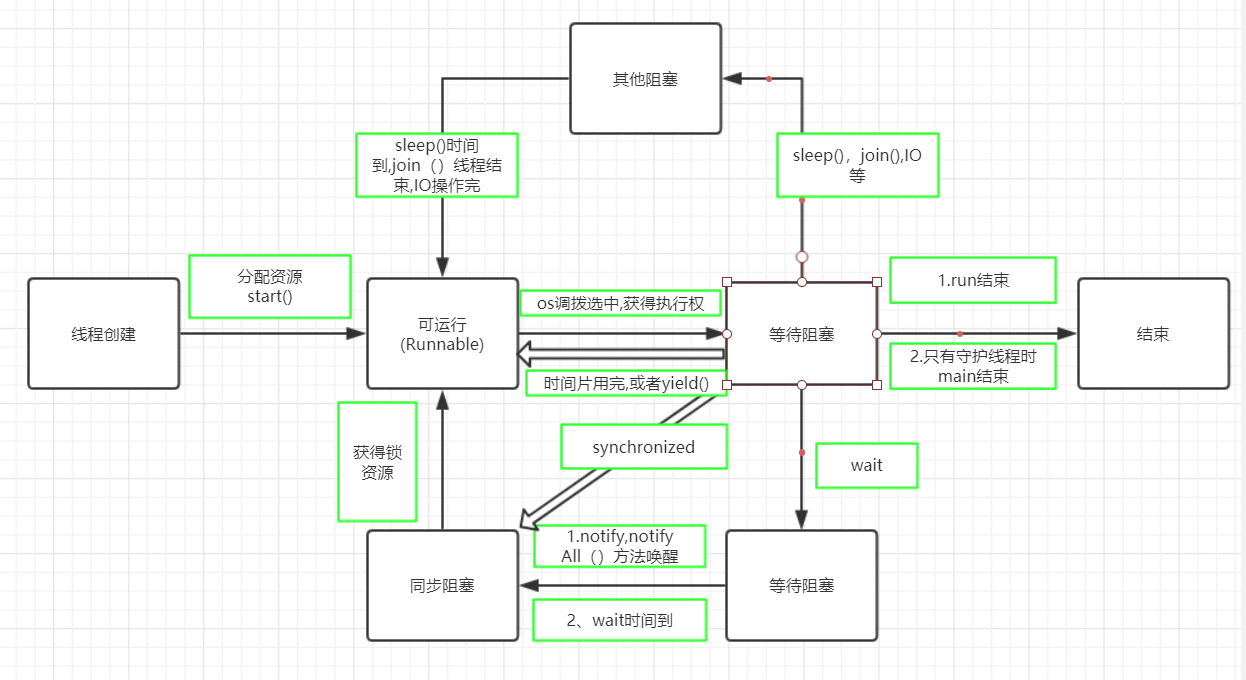 其他阻塞
sleep()时间
到,join（）线程结
束,IO操作完
sleep()，join(),IO
等
线程创建
分配资源
start()
可运行
(Runnable)
os调拨选中,获得执行权
时间片用完,或者yield()
等待阻塞
1.run结束
2.只有守护线程时
main结束
结束
获得锁
资源
synchronized
wait
同步阻塞
1.notify,notify
All（）方法唤醒
2、wait时间到
等待阻塞